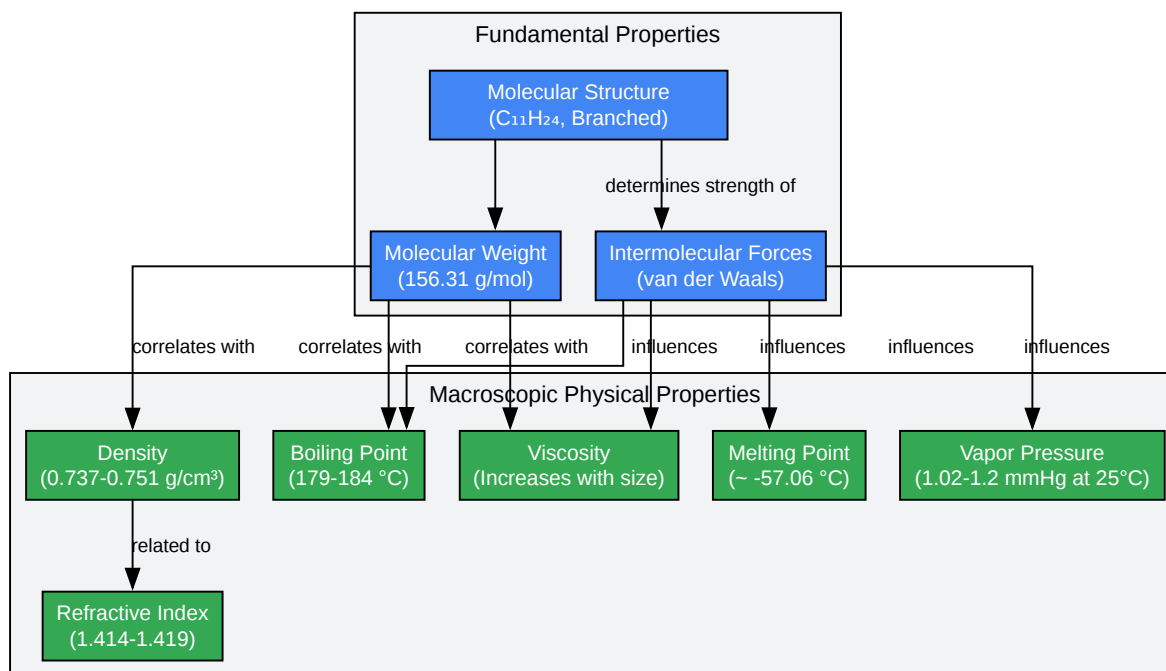 Fundamental Properties
Molecular Structure
(C₁₁H₂₄, Branched)
determines strength of
Molecular Weight
(156.31 g/mol)
Intermolecular Forces
(van der Waals)
correlates with
correlates with
correlates with
influences
influences
influences
influences
Macroscopic Physical Properties
Density
(0.737-0.751 g/cm³)
Boiling Point
(179-184 °C)
Viscosity
(Increases with size)
Melting Point
(~ -57.06 °C)
Vapor Pressure
(1.02-1.2 mmHg at 25°C)
related to
Refractive Index
(1.414-1.419)